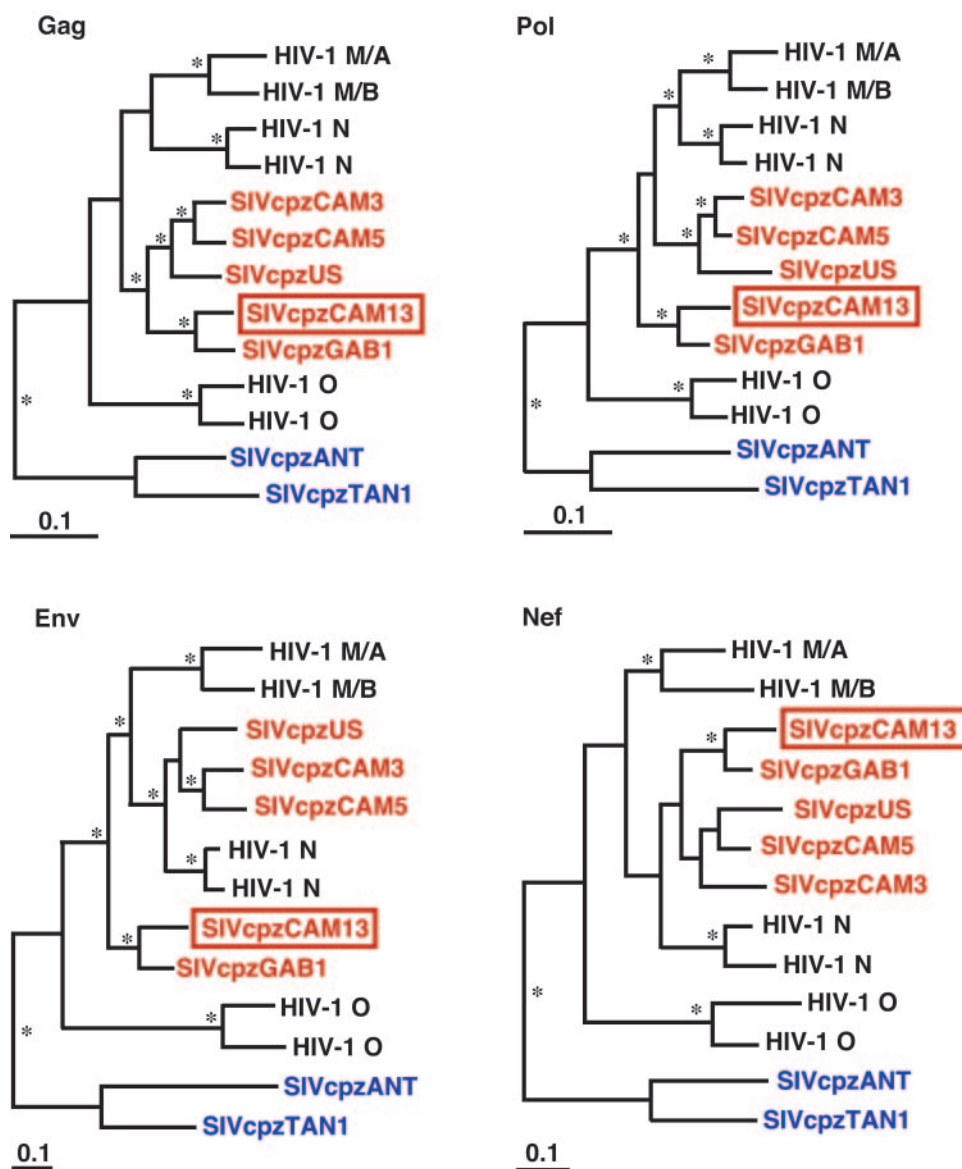 Gag
*
HIV-1 M/A
HIV-1 M/B
*
HIV-1 N
HIV-1 N
*
*
*
SIVcpzCAM3
SIVcpzCAM5
SIVcpzUS
*
SIVcpzCAM13
SIVcpzGAB1
*
HIV-1 O
HIV-1 O
*
SIVcpzANT
SIVcpzTAN1
0.1
Pol
*
HIV-1 M/A
HIV-1 M/B
*
*
HIV-1 N
HIV-1 N
*
*
*
SIVcpzCAM3
SIVcpzCAM5
SIVcpzUS
*
SIVcpzCAM13
SIVcpzGAB1
*
HIV-1 O
HIV-1 O
*
SIVcpzANT
SIVcpzTAN1
0.1
Env
*
HIV-1 M/A
HIV-1 M/B
*
SIVcpzUS
*
*
SIVcpzCAM3
SIVcpzCAM5
*
*
HIV-1 N
HIV-1 N
*
SIVcpzCAM13
SIVcpzGAB1
*
HIV-1 O
HIV-1 O
*
SIVcpzANT
SIVcpzTAN1
0.1
Nef
*
HIV-1 M/A
HIV-1 M/B
*
SIVcpzCAM13
SIVcpzGAB1
SIVcpzUS
SIVcpzCAM5
SIVcpzCAM3
*
HIV-1 N
HIV-1 N
*
HIV-1 O
HIV-1 O
*
SIVcpzANT
SIVcpzTAN1
0.1